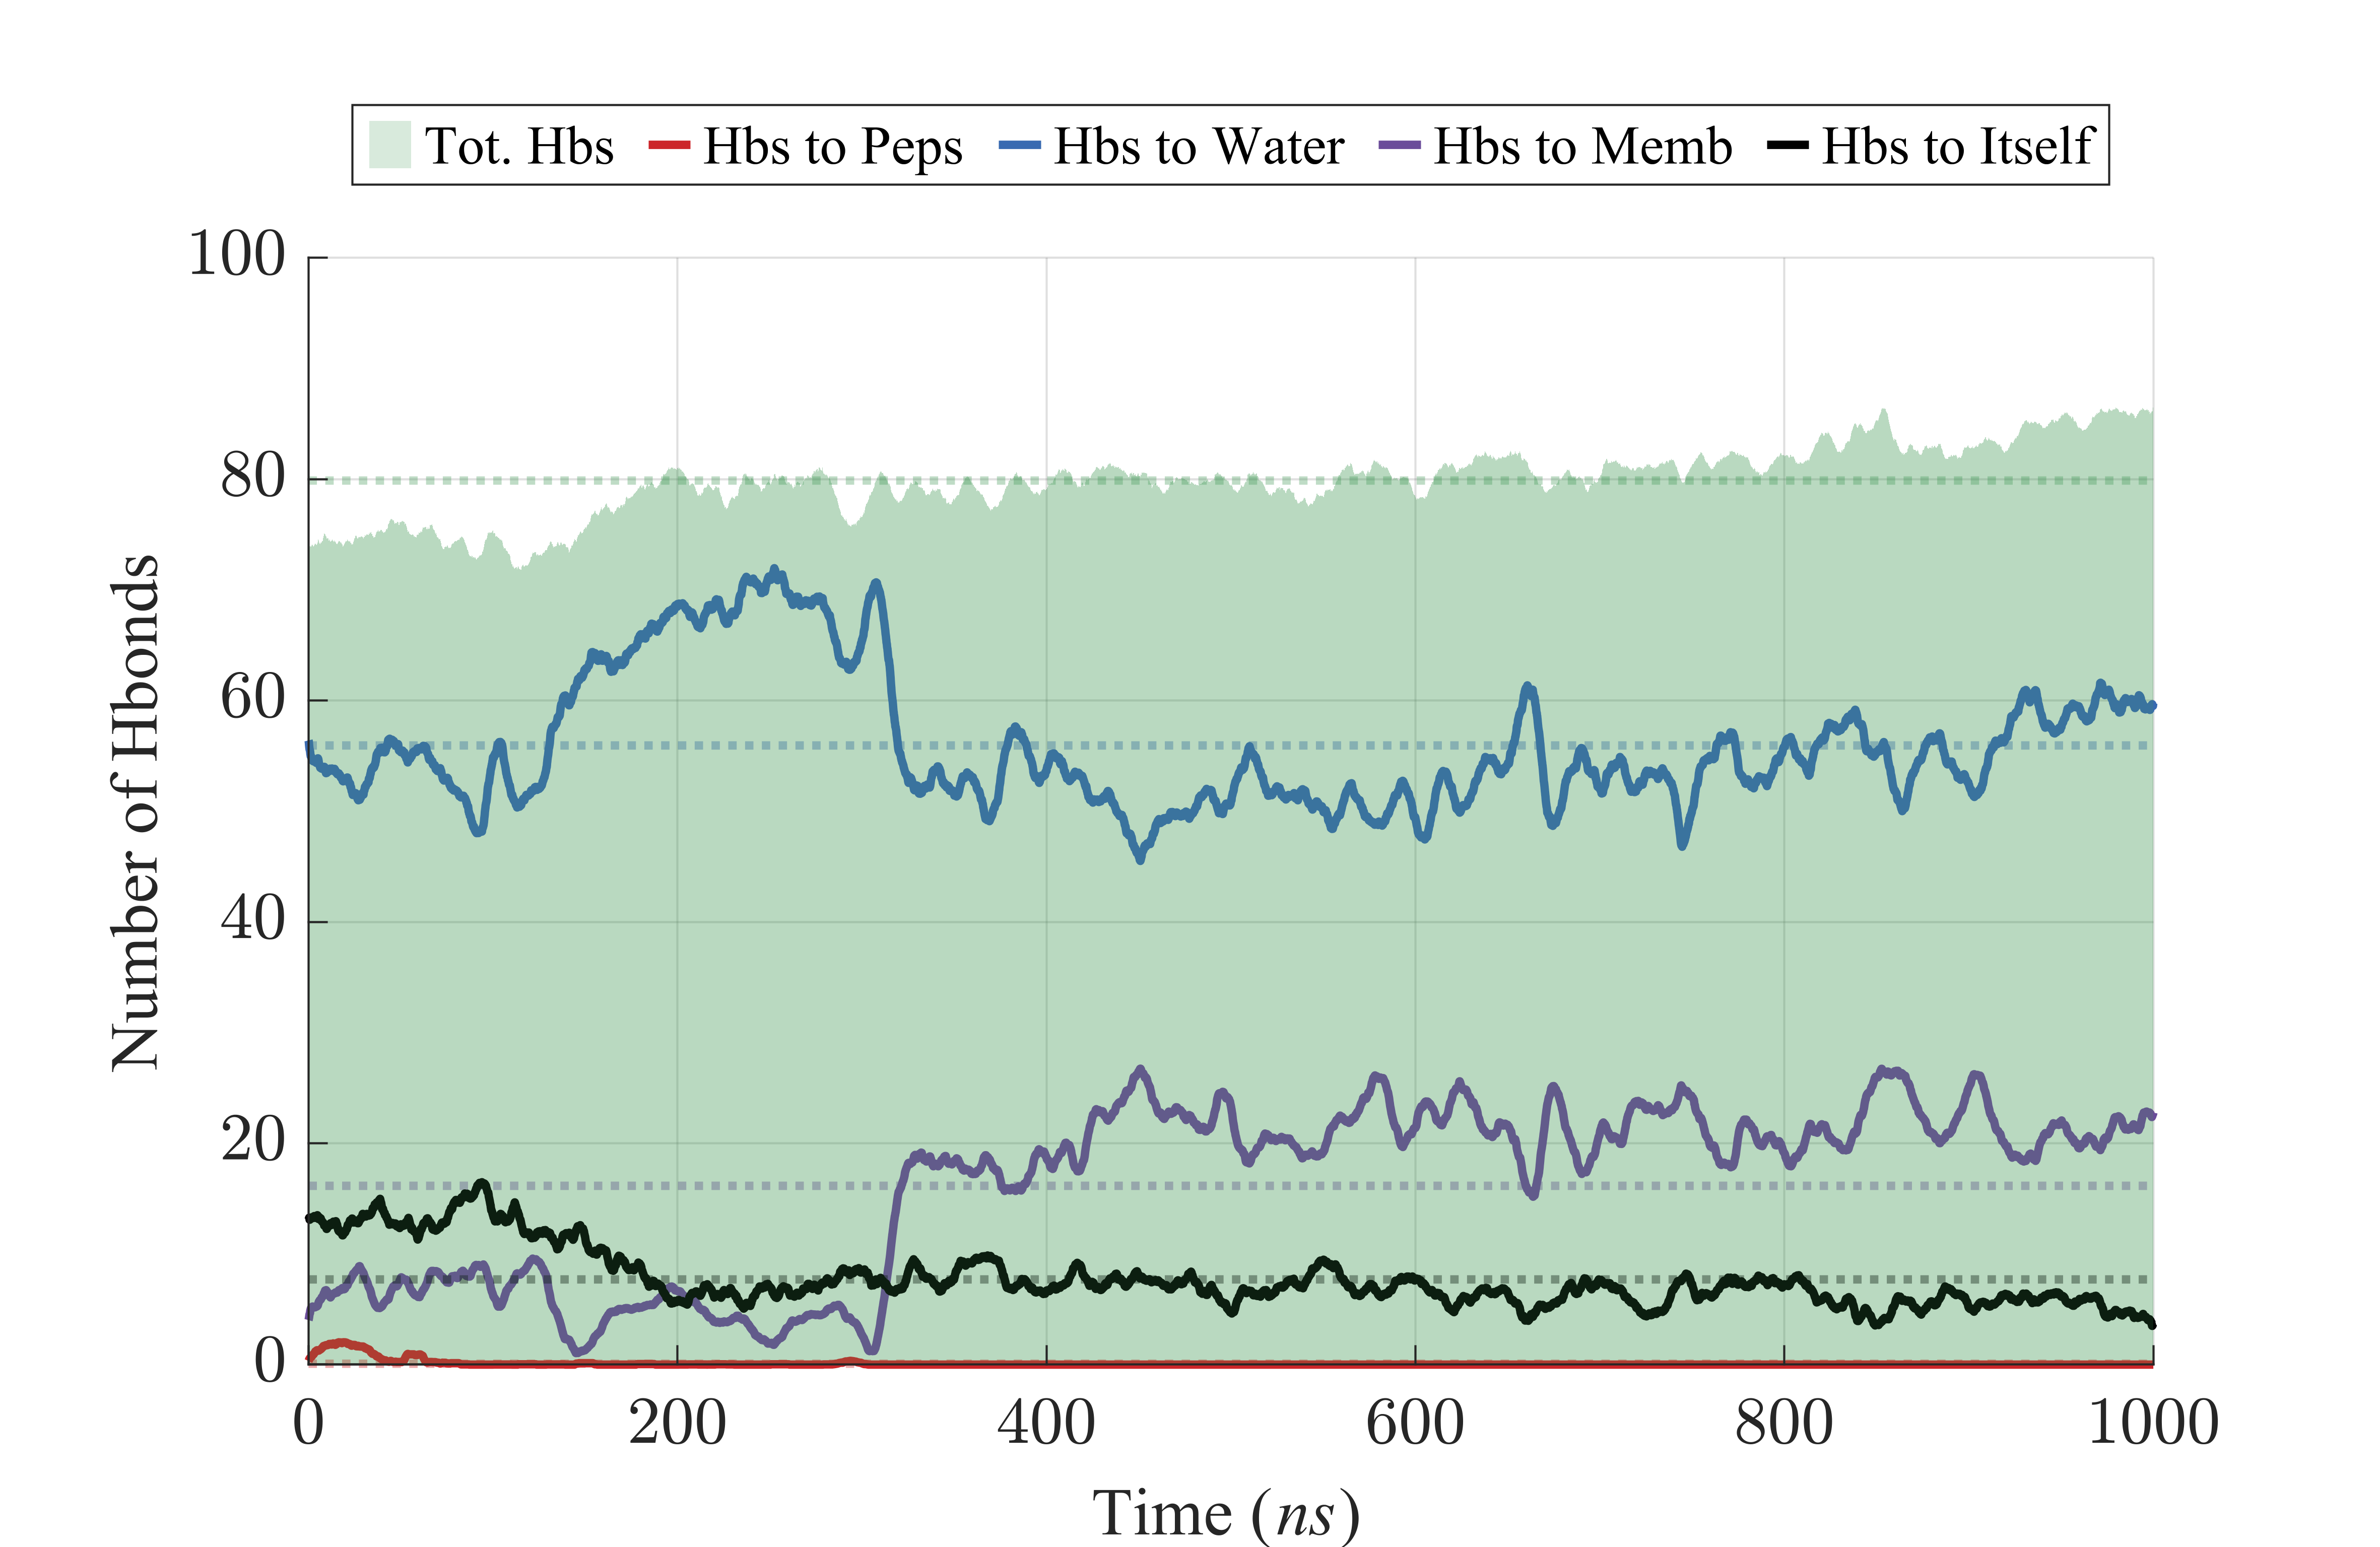 Tot. Hbs Hbs to Peps Hbs to Water Hbs to Memb Hbs to Itself
100
80
60
40
20
0
Number of Hbonds
0 200 400 600 800 1000
Time (ns)